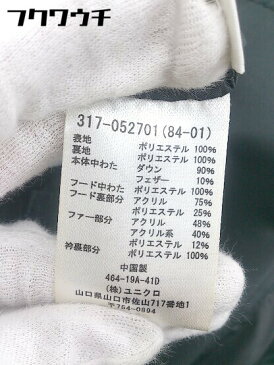 フクワウチ
317-052701(84-01)
表地 ポリエステル 100%
裏地 ポリエステル 100%
本体中わた ダウン 90%
フェザー 10%
フード中わた ポリエステル 100%
フード裏部分 アクリル 75%
ポリエステル 25%
ファー部分 アクリル 48%
アクリル系 40%
ポリエステル 12%
衿裏部分 ポリエステル 100%
中国製
464-19A-41D
(株)ユニクロ
山口県山口市佐山717番地1
〒754-0894